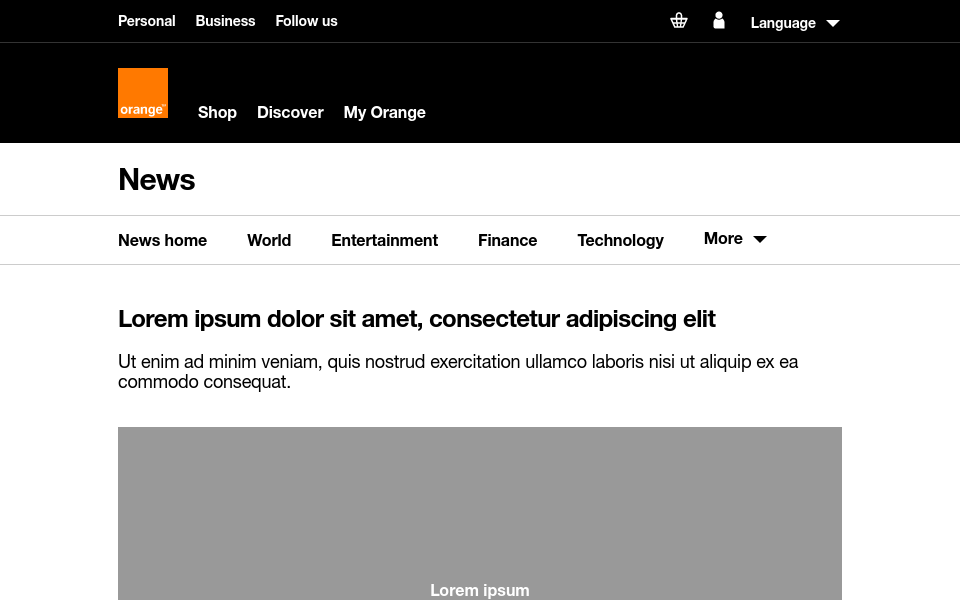 Personal Business Follow us Language
orange™
Shop Discover My Orange
News
News home World Entertainment Finance Technology More
Lorem ipsum dolor sit amet, consectetur adipiscing elit
Ut enim ad minim veniam, quis nostrud exercitation ullamco laboris nisi ut aliquip ex ea
commodo consequat.
Lorem ipsum